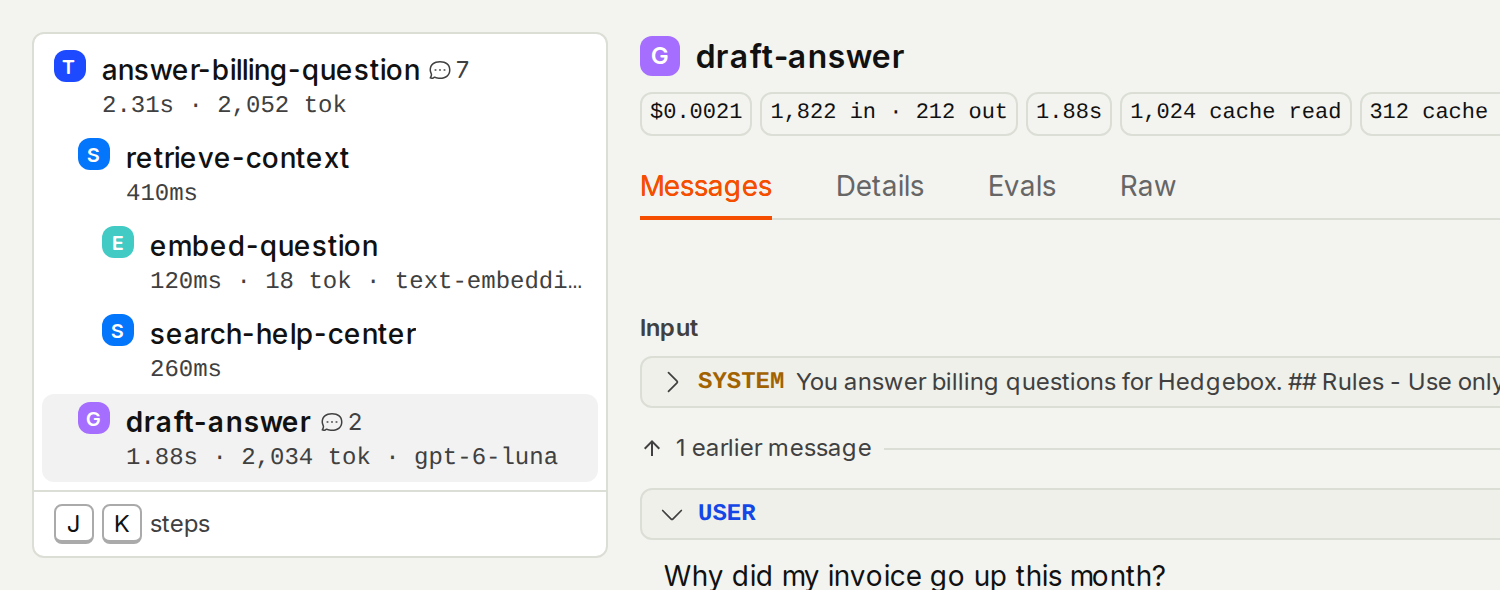 T answer-billing-question 7
2.31s · 2,052 tok
S retrieve-context
410ms
E embed-question
120ms · 18 tok · text-embeddi…
S search-help-center
260ms
G draft-answer 2
1.88s · 2,034 tok · gpt-6-luna
J K steps
G draft-answer
$0.0021 1,822 in · 212 out 1.88s 1,024 cache read 312 cache
Messages Details Evals Raw
Input
SYSTEM You answer billing questions for Hedgebox. ## Rules - Use only
↑ 1 earlier message
USER
Why did my invoice go up this month?